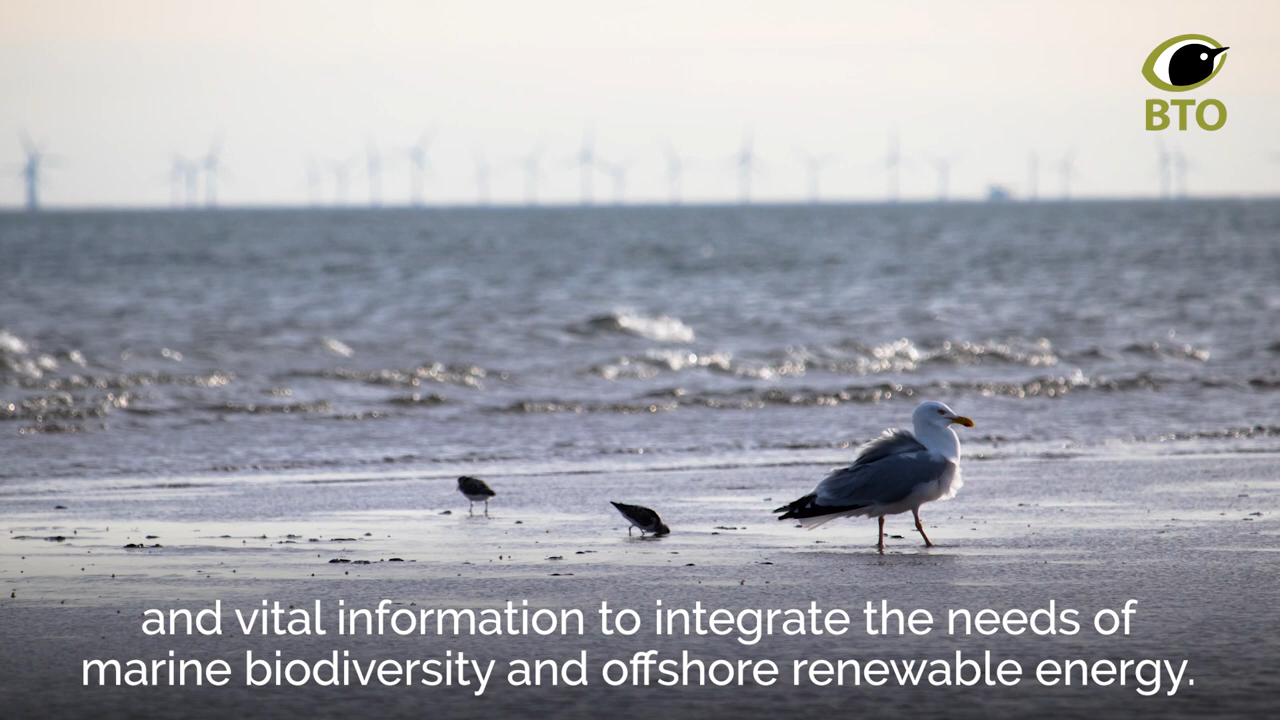 BTO
and vital information to integrate the needs of
marine biodiversity and offshore renewable energy.